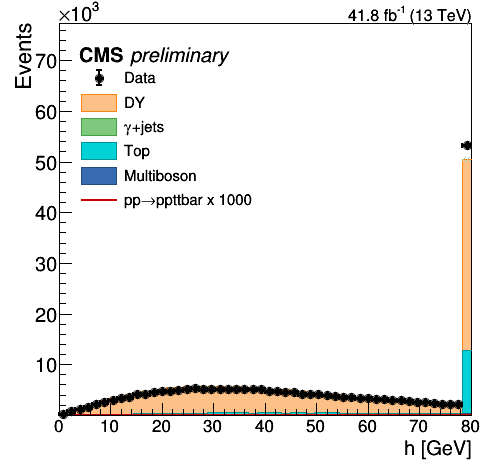 ×10³
41.8 fb⁻¹ (13 TeV)
Events
CMS preliminary
Data
DY
γ+jets
Top
Multiboson
pp→ppttbar x 1000
70
60
50
40
30
20
10
0 10 20 30 40 50 60 70 80
h [GeV]